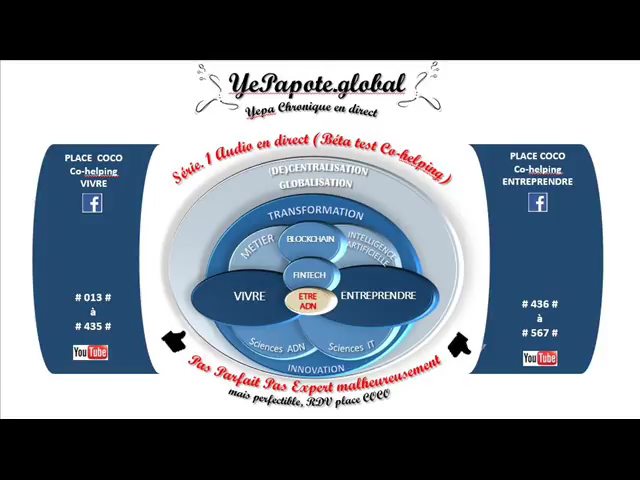 YePapote.global
Yepa Chronique en direct
Série. 1 Audio en direct (Béta test Co-helping)
PLACE COCO
Co-helping
VIVRE
f
# 013 #
à
# 435 #
YouTube
(DE)CENTRALISATION
GLOBALISATION
TRANSFORMATION
METIER
BLOCKCHAIN
INTELLIGENCE
ARTIFICIELLE
FINTECH
VIVRE
ETRE
ADN
ENTREPRENDRE
Sciences ADN
Sciences IT
INNOVATION
PLACE COCO
Co-helping
ENTREPRENDRE
f
# 436 #
à
# 567 #
YouTube
Pas Parfait Pas Expert malheureusement
mais perfectible, RDV place COCO